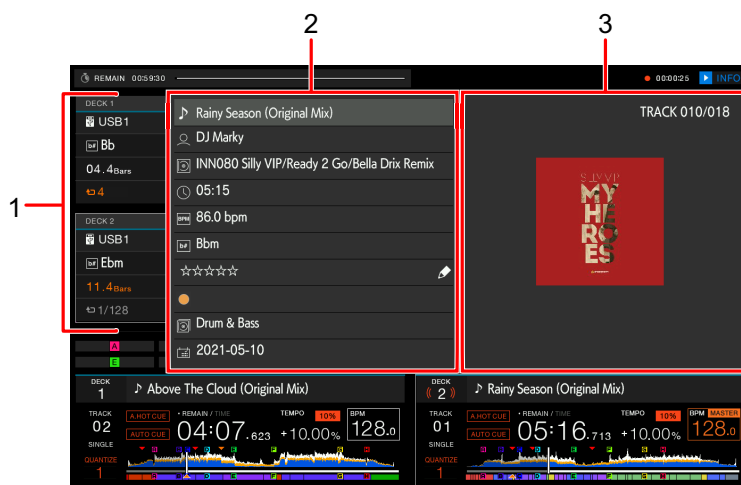 2
3
REMAIN 00:59:30
00:00:25
INFO
1
DECK 1
USB1
Bb
04.4Bars
4
DECK 2
USB1
Ebm
11.4Bars
1/128
Rainy Season (Original Mix)
DJ Marky
INN080 Silly VIP/Ready 2 Go/Bella Drix Remix
05:15
BPM 86.0 bpm
Bbm
☆☆☆☆☆
Drum & Bass
2021-05-10
TRACK 010/018
MY
HE
RO
ES
A
E
DECK
1
Above The Cloud (Original Mix)
TRACK
02
SINGLE
QUANTIZE
1
A.HOT CUE
AUTO CUE
• REMAIN / TIME
04:07.623
TEMPO
10%
+10.00%
BPM
128.0
DECK
2
Rainy Season (Original Mix)
TRACK
01
SINGLE
QUANTIZE
1
A.HOT CUE
AUTO CUE
• REMAIN / TIME
05:16.713
TEMPO
10%
+10.00%
BPM MASTER
128.0